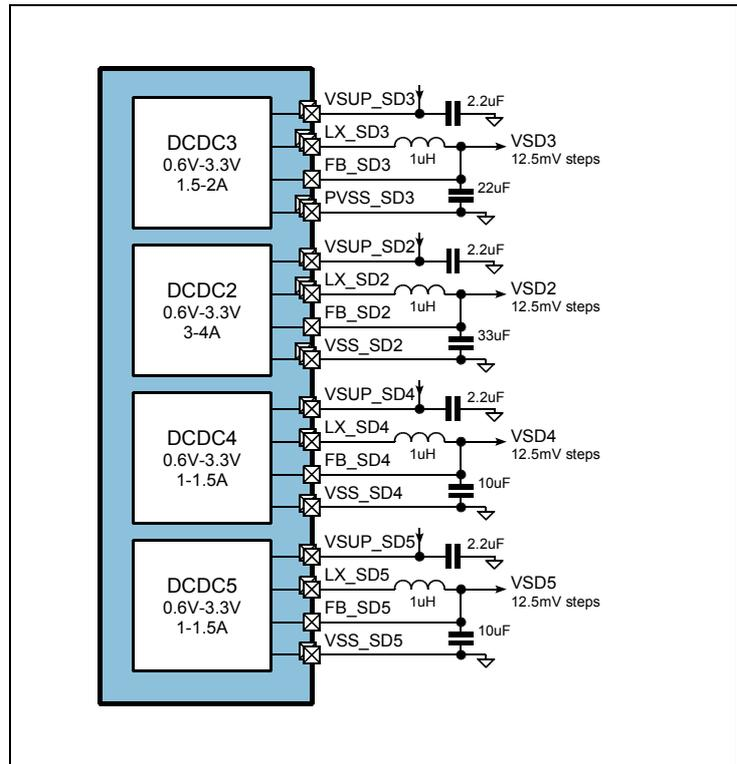 VSUP_SD3
2.2uF
DCDC3
0.6V-3.3V
1.5-2A
LX_SD3
1uH
VSD3
12.5mV steps
FB_SD3
22uF
PVSS_SD3
VSUP_SD2
2.2uF
DCDC2
0.6V-3.3V
3-4A
LX_SD2
1uH
VSD2
12.5mV steps
FB_SD2
33uF
VSS_SD2
VSUP_SD4
2.2uF
DCDC4
0.6V-3.3V
1-1.5A
LX_SD4
1uH
VSD4
12.5mV steps
FB_SD4
10uF
VSS_SD4
VSUP_SD5
2.2uF
DCDC5
0.6V-3.3V
1-1.5A
LX_SD5
1uH
VSD5
12.5mV steps
FB_SD5
10uF
VSS_SD5